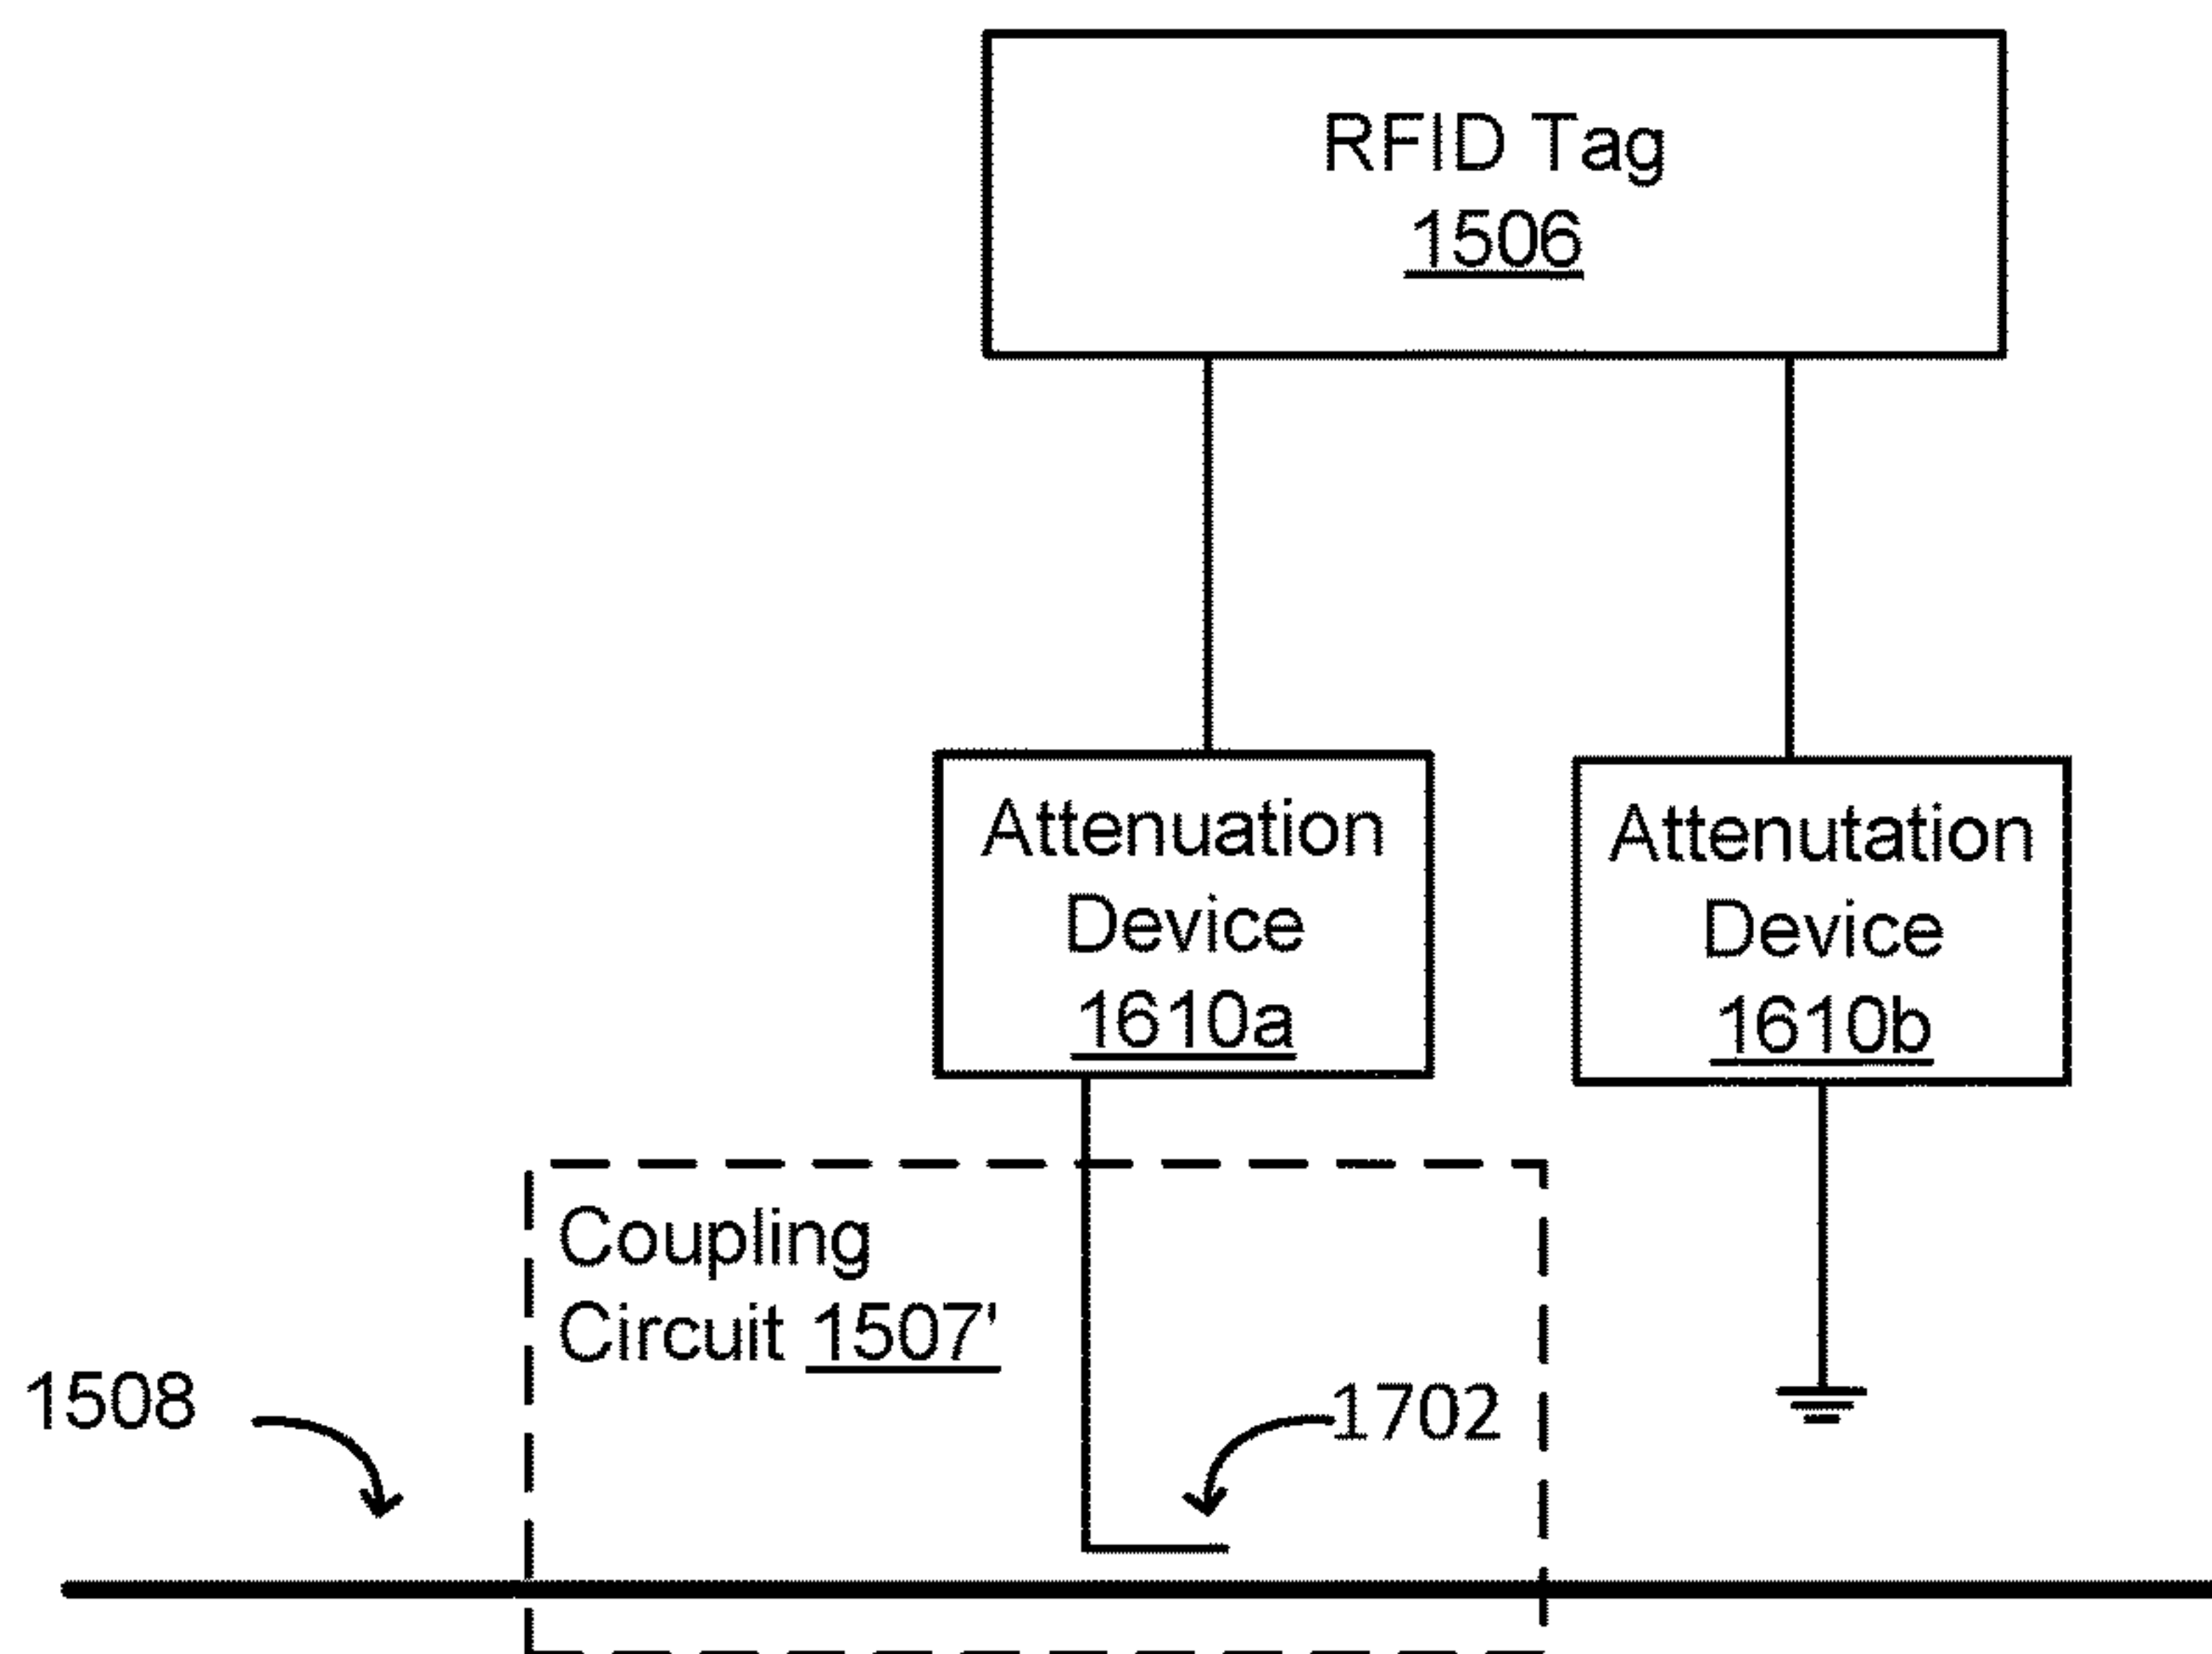 RFID Tag
1506
Attenuation
Device
1610a
Attenutation
Device
1610b
Coupling
Circuit 1507'
1508
1702